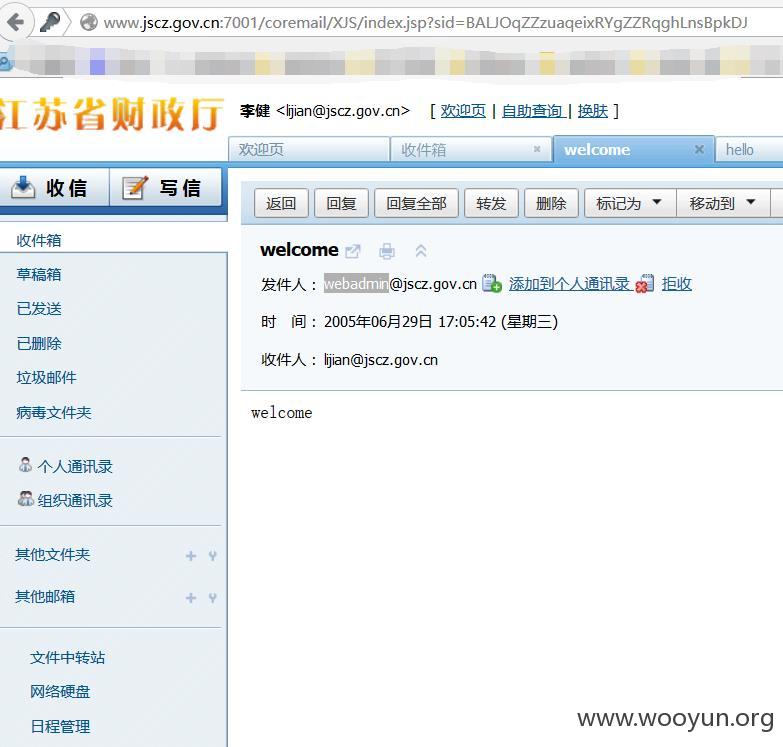 www.jscz.gov.cn:7001/coremail/XJS/index.jsp?sid=BALJOqZZzuaqeixRYgZZRqghLnsBpkDJ
江苏省财政厅
李健 <lijian@jscz.gov.cn> [ 欢迎页 | 自助查询 | 换肤 ]
欢迎页 收件箱 × welcome × hello
收信 写信
返回 回复 回复全部 转发 删除 标记为 移动到
收件箱
草稿箱
已发送
已删除
垃圾邮件
病毒文件夹
个人通讯录
组织通讯录
其他文件夹
其他邮箱
文件中转站
网络硬盘
日程管理
welcome
发件人： webadmin@jscz.gov.cn 添加到个人通讯录 拒收
时 间： 2005年06月29日 17:05:42 (星期三)
收件人： lijian@jscz.gov.cn
welcome
www.wooyun.org